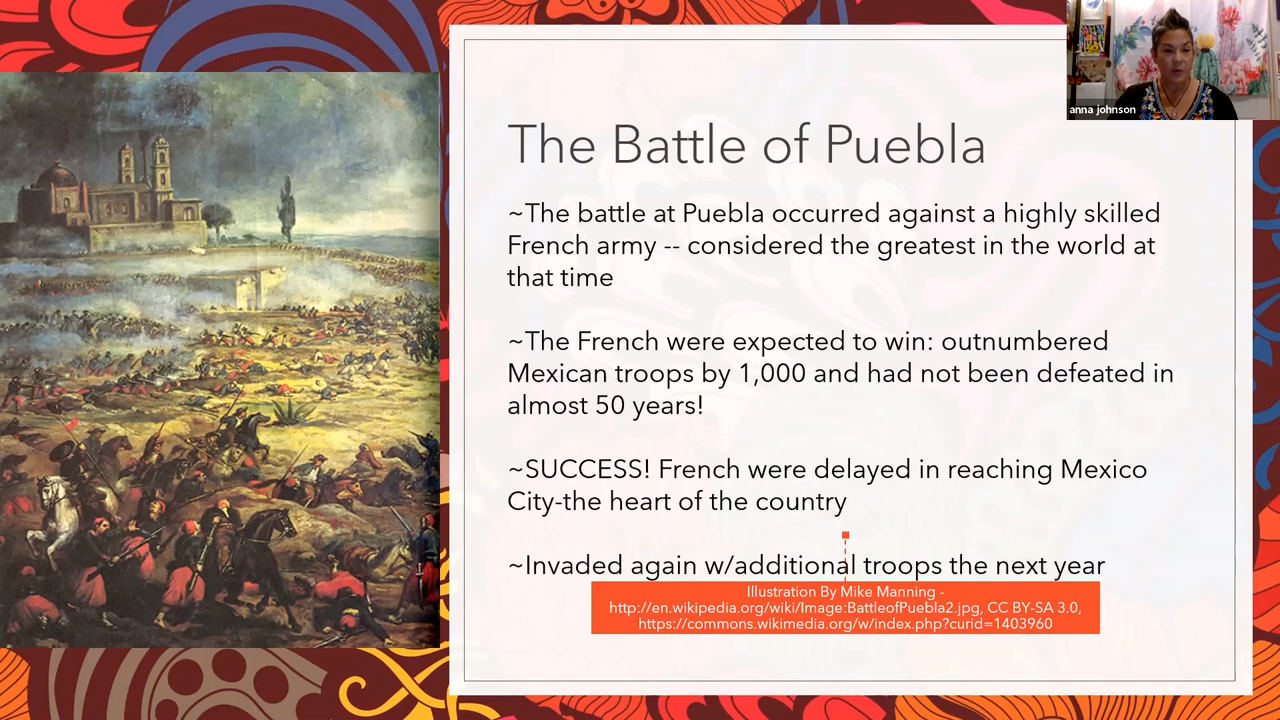 anna johnson
The Battle of Puebla
~The battle at Puebla occurred against a highly skilled
French army -- considered the greatest in the world at
that time
~The French were expected to win: outnumbered
Mexican troops by 1,000 and had not been defeated in
almost 50 years!
~SUCCESS! French were delayed in reaching Mexico
City-the heart of the country
~Invaded again w/additional troops the next year
Illustration By Mike Manning -
http://en.wikipedia.org/wiki/Image:BattleofPuebla2.jpg, CC BY-SA 3.0,
https://commons.wikimedia.org/w/index.php?curid=1403960